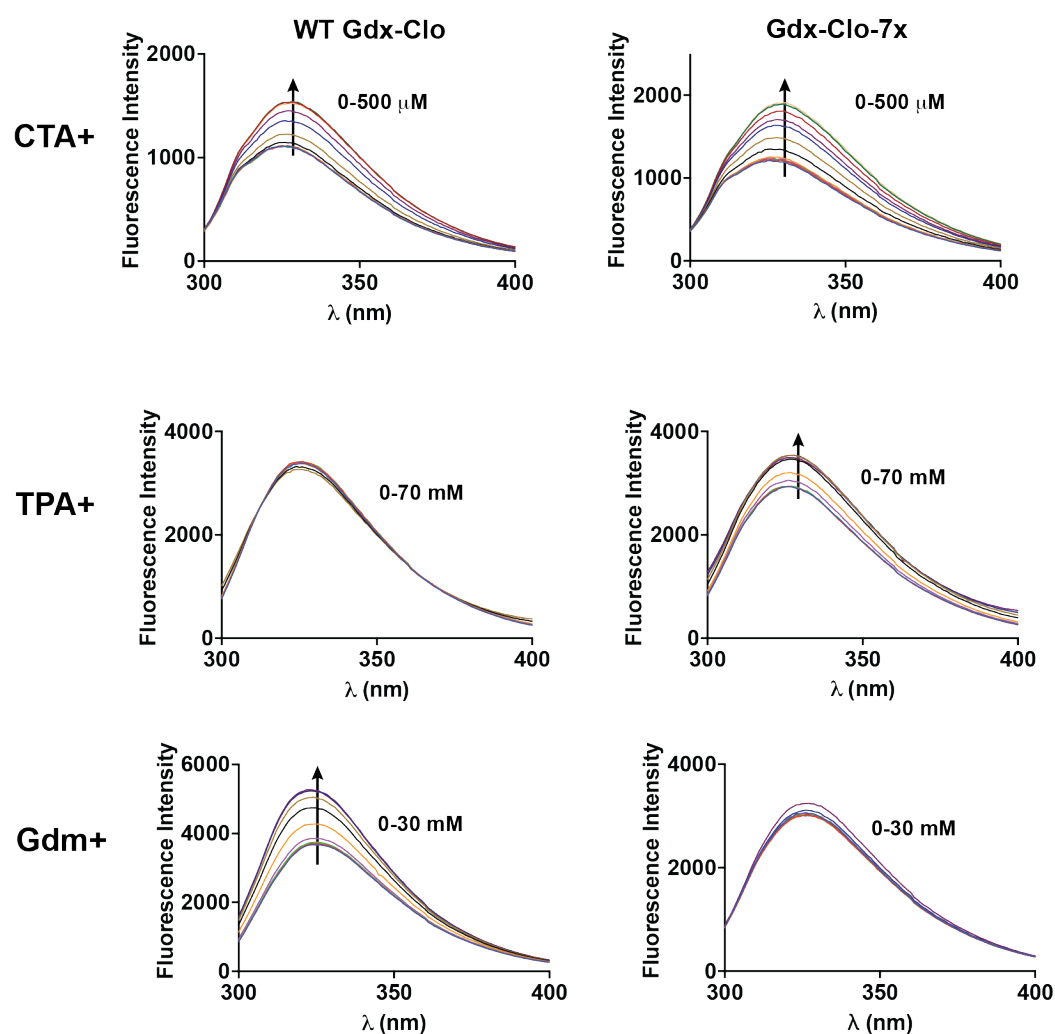 WT Gdx-Clo
Gdx-Clo-7x
CTA+
Fluorescence Intensity
2000
1000
0
0-500 μM
300
350
400
λ (nm)
Fluorescence Intensity
2000
1000
0
0-500 μM
300
350
400
λ (nm)
TPA+
Fluorescence Intensity
4000
2000
0
0-70 mM
300
350
400
λ (nm)
Fluorescence Intensity
4000
2000
0
0-70 mM
300
350
400
λ (nm)
Gdm+
Fluorescence Intensity
6000
4000
2000
0
0-30 mM
300
350
400
λ (nm)
Fluorescence Intensity
4000
2000
0
0-30 mM
300
350
400
λ (nm)